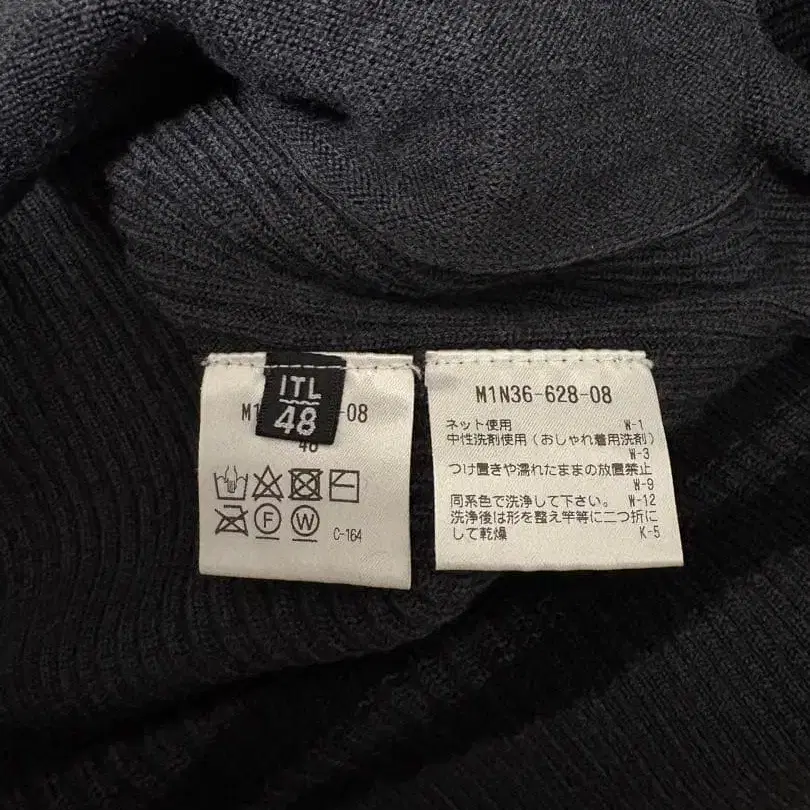 ITL
48
M1 -08
C-164
M1N36-628-08
ネット使用 W-1
中性洗剤使用(おしゃれ着用洗剤)
W-3
つけ置きや濡れたままの放置禁止
W-9
同系色で洗浄して下さい。 W-12
洗浄後は形を整え竿等に二つ折に
して乾燥 K-5